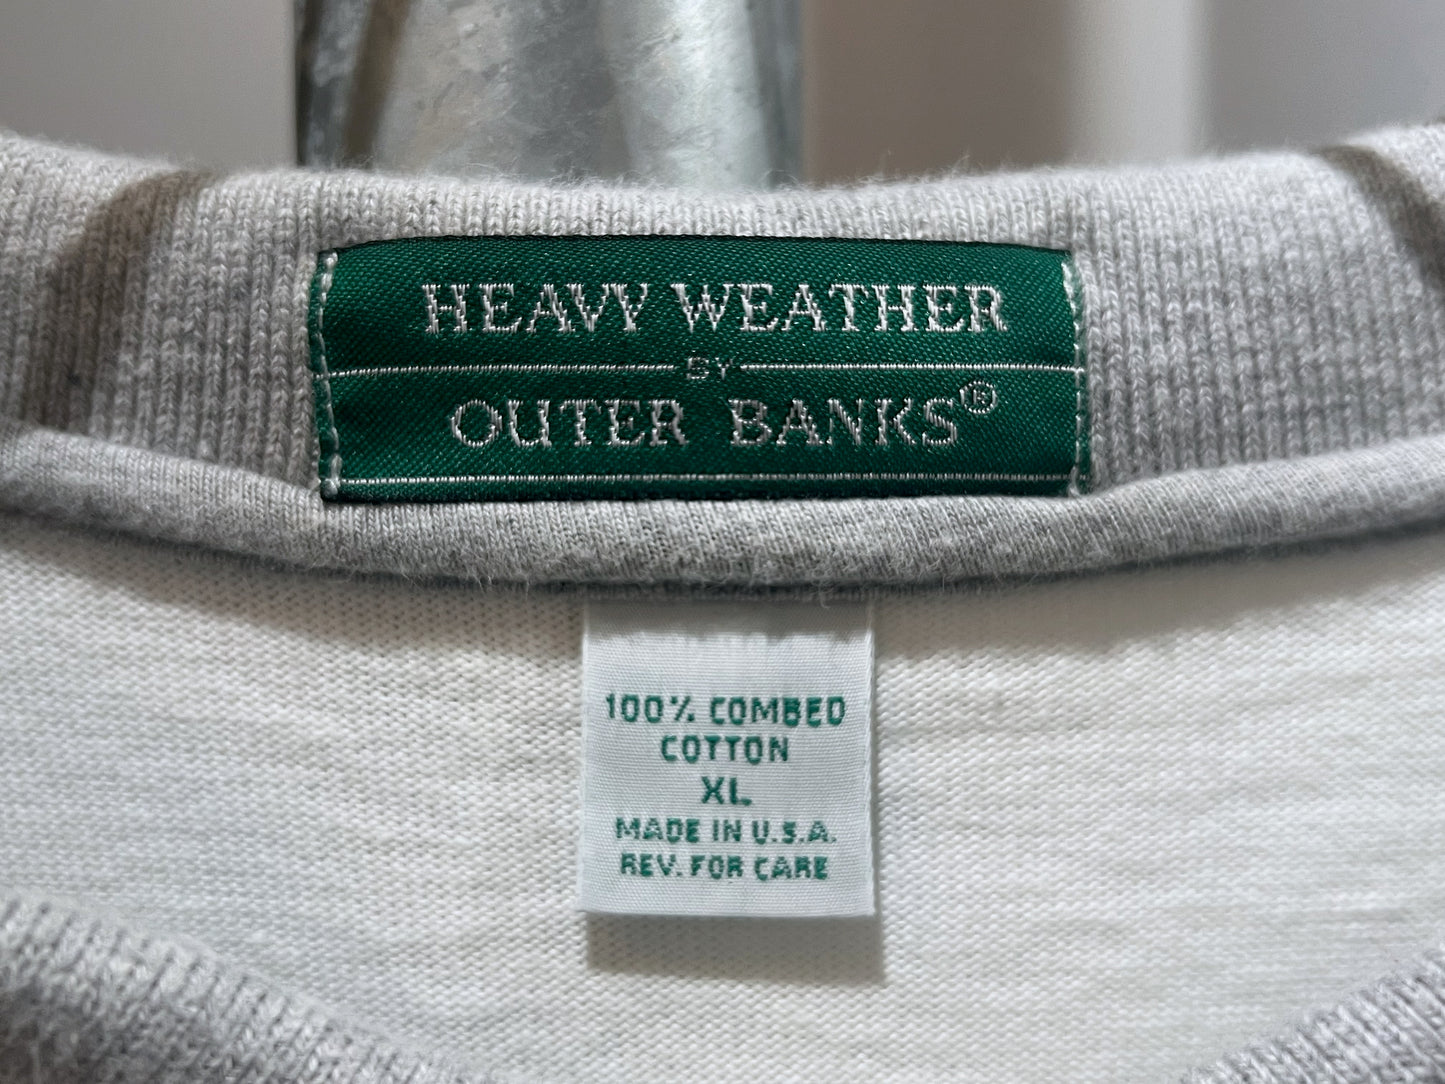 HEAVY WEATHER
BY
OUTER BANKS®
100% COMBED
COTTON
XL
MADE IN U.S.A.
REV. FOR CARE